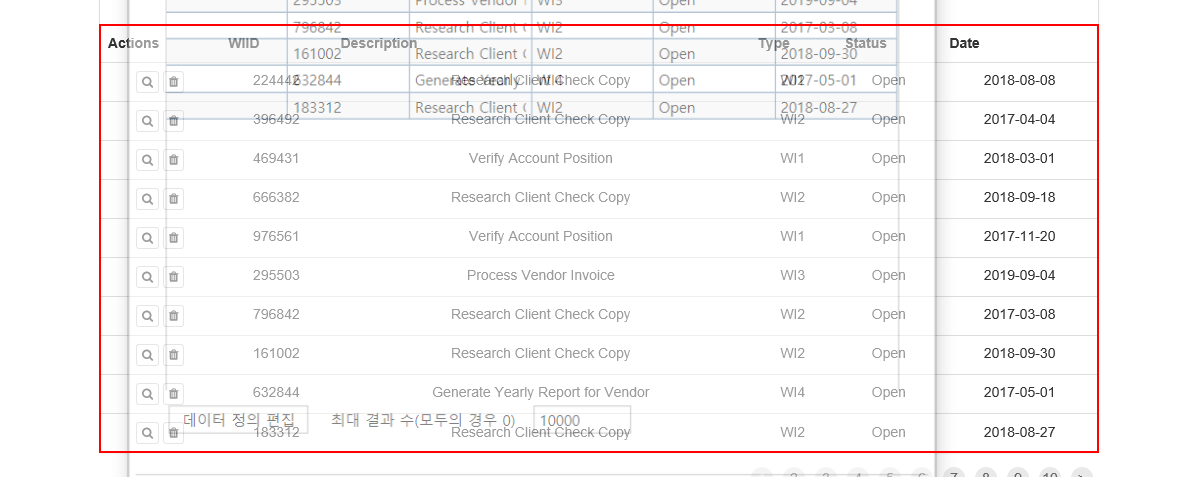 295503 Process Vendor I WI3 Open 2019-09-04
796842 Research Client C WI2 Open 2017-03-08
Actions WIID Description Type Status Date
161002 Research Client C WI2 Open 2018-09-30
224442 Research Client Check Copy WI2 Open 2018-08-08
632844 Generate Yearly WI4 Open 2017-05-01
183312 Research Client C WI2 Open 2018-08-27
396492 Research Client Check Copy WI2 Open 2017-04-04
469431 Verify Account Position WI1 Open 2018-03-01
666382 Research Client Check Copy WI2 Open 2018-09-18
976561 Verify Account Position WI1 Open 2017-11-20
295503 Process Vendor Invoice WI3 Open 2019-09-04
796842 Research Client Check Copy WI2 Open 2017-03-08
161002 Research Client Check Copy WI2 Open 2018-09-30
632844 Generate Yearly Report for Vendor WI4 Open 2017-05-01
데이터 정의 편집 최대 결과 수(모두의 경우 0) 10000
183312 Research Client Check Copy WI2 Open 2018-08-27
2 3 4 5 6 7 8 9 10 >